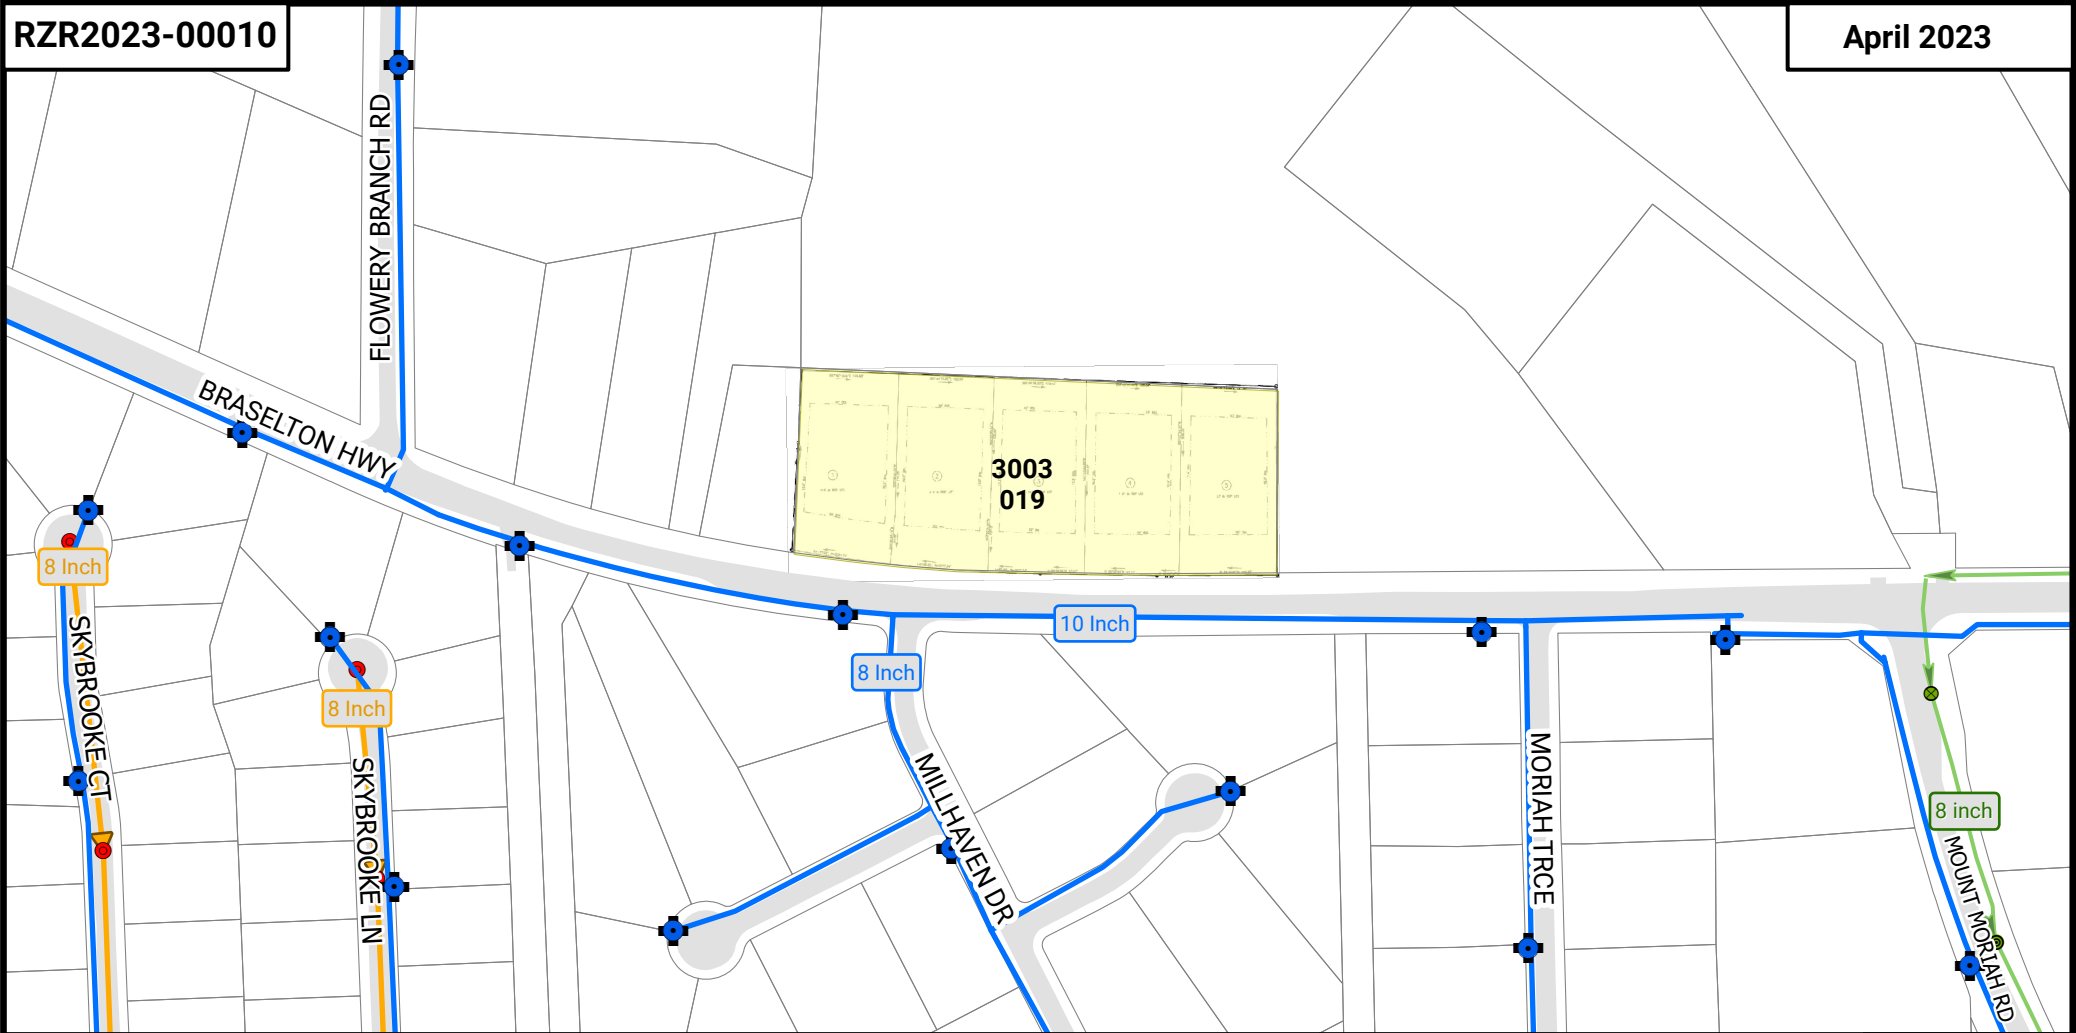 RZR2023-00010
April 2023
FLOWERY BRANCH RD
BRASELTON HWY
3003
019
8 Inch
10 Inch
8 Inch
8 Inch
SKYBROOKE CT
SKYBROOKE LN
MILLHAVEN DR
MORIAH TRCE
8 inch
MOUNT MORIAH RD